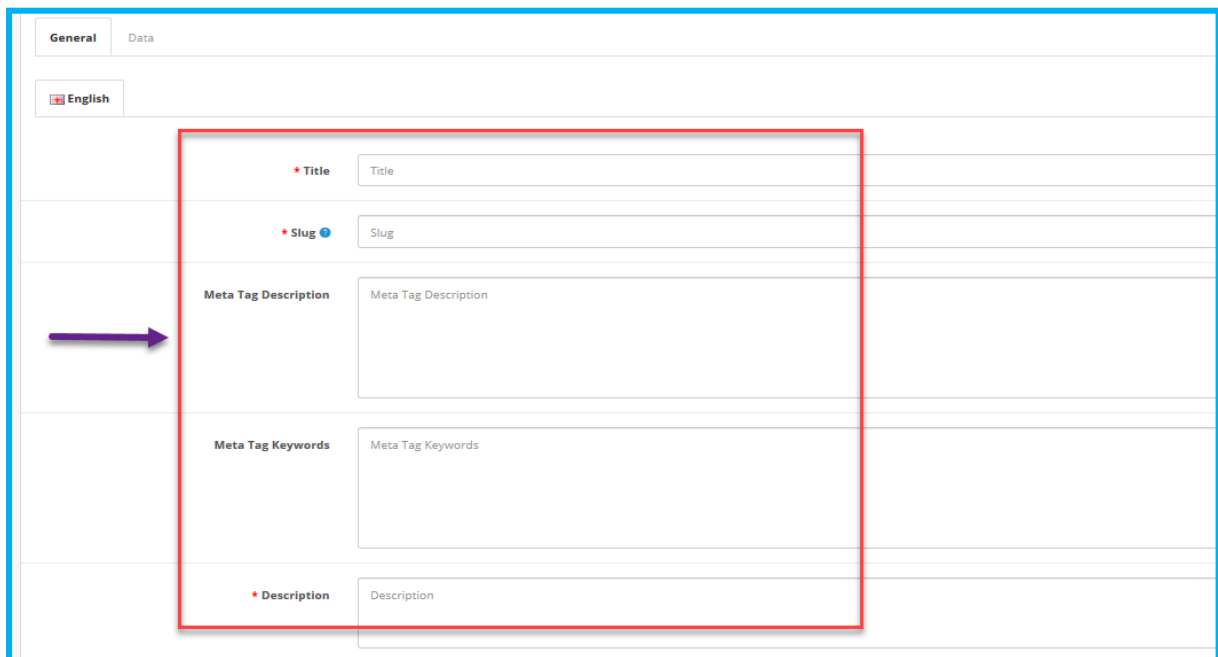 General Data
English
* Title Title
* Slug ? Slug
Meta Tag Description Meta Tag Description
Meta Tag Keywords Meta Tag Keywords
* Description Description